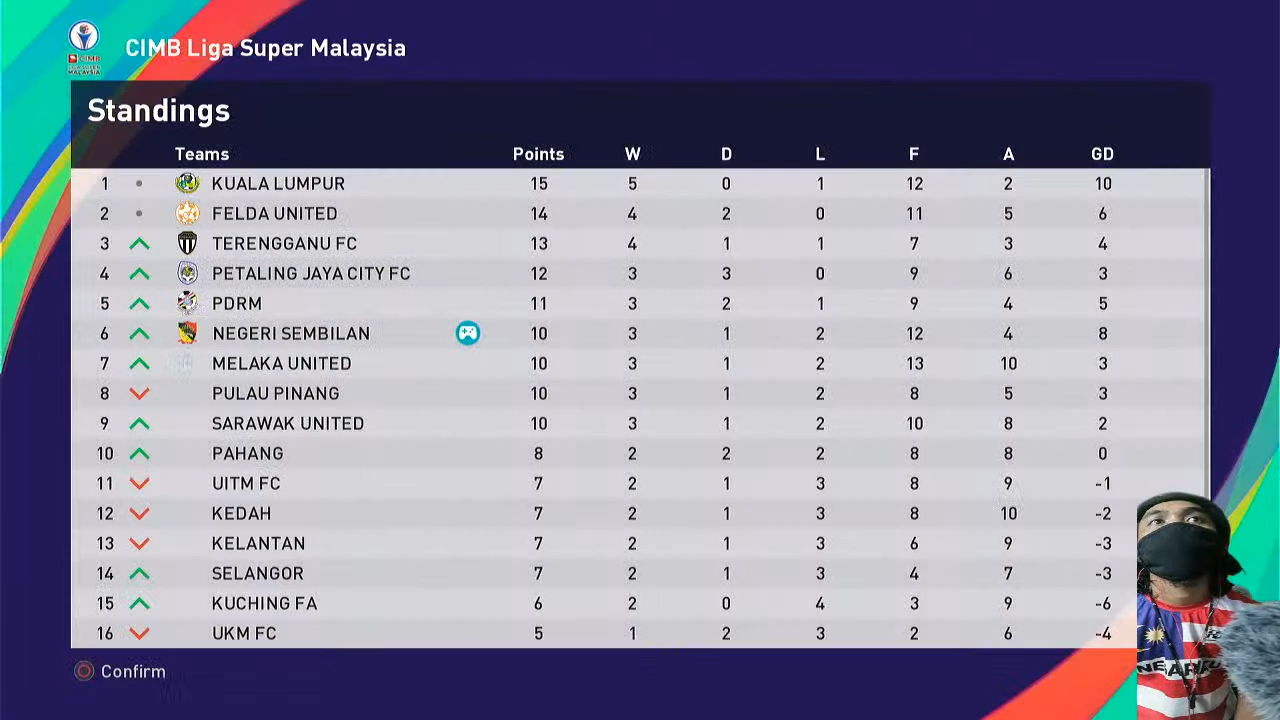 CIMB Liga Super Malaysia
CIMB
Standings
Teams Points W D L F A GD
1 KUALA LUMPUR 15 5 0 1 12 2 10
2 FELDA UNITED 14 4 2 0 11 5 6
3 TERENGGANU FC 13 4 1 1 7 3 4
4 PETALING JAYA CITY FC 12 3 3 0 9 6 3
5 PDRM 11 3 2 1 9 4 5
6 NEGERI SEMBILAN 10 3 1 2 12 4 8
7 MELAKA UNITED 10 3 1 2 13 10 3
8 PULAU PINANG 10 3 1 2 8 5 3
9 SARAWAK UNITED 10 3 1 2 10 8 2
10 PAHANG 8 2 2 2 8 8 0
11 UITM FC 7 2 1 3 8 9 -1
12 KEDAH 7 2 1 3 8 10 -2
13 KELANTAN 7 2 1 3 6 9 -3
14 SELANGOR 7 2 1 3 4 7 -3
15 KUCHING FA 6 2 0 4 3 9 -6
16 UKM FC 5 1 2 3 2 6 -4
Confirm